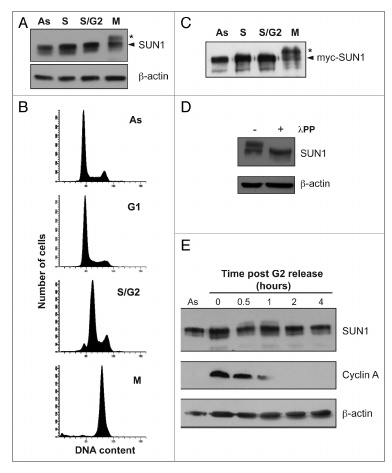 A
As S S/G2 M
*
SUN1
β-actin
B
As
G1
S/G2
M
Number of cells
DNA content
C
As S S/G2 M
*
myc-SUN1
D
- + λPP
SUN1
β-actin
E
Time post G2 release
(hours)
As 0 0.5 1 2 4
SUN1
Cyclin A
β-actin